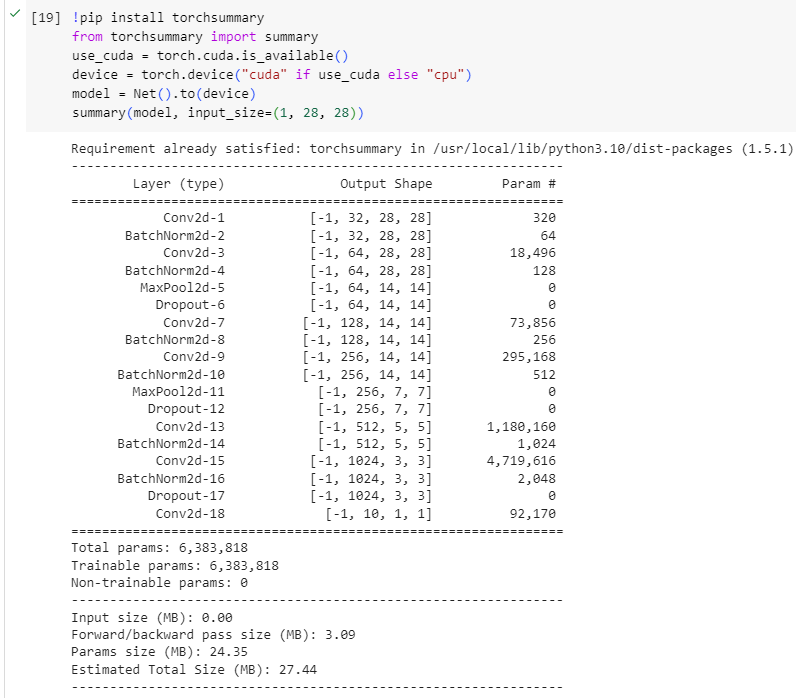 [19] !pip install torchsummary
from torchsummary import summary
use_cuda = torch.cuda.is_available()
device = torch.device("cuda" if use_cuda else "cpu")
model = Net().to(device)
summary(model, input_size=(1, 28, 28))
Requirement already satisfied: torchsummary in /usr/local/lib/python3.10/dist-packages (1.5.1)
----------------------------------------------------------------
Layer (type) Output Shape Param #
================================================================
Conv2d-1 [-1, 32, 28, 28] 320
BatchNorm2d-2 [-1, 32, 28, 28] 64
Conv2d-3 [-1, 64, 28, 28] 18,496
BatchNorm2d-4 [-1, 64, 28, 28] 128
MaxPool2d-5 [-1, 64, 14, 14] 0
Dropout-6 [-1, 64, 14, 14] 0
Conv2d-7 [-1, 128, 14, 14] 73,856
BatchNorm2d-8 [-1, 128, 14, 14] 256
Conv2d-9 [-1, 256, 14, 14] 295,168
BatchNorm2d-10 [-1, 256, 14, 14] 512
MaxPool2d-11 [-1, 256, 7, 7] 0
Dropout-12 [-1, 256, 7, 7] 0
Conv2d-13 [-1, 512, 5, 5] 1,180,160
BatchNorm2d-14 [-1, 512, 5, 5] 1,024
Conv2d-15 [-1, 1024, 3, 3] 4,719,616
BatchNorm2d-16 [-1, 1024, 3, 3] 2,048
Dropout-17 [-1, 1024, 3, 3] 0
Conv2d-18 [-1, 10, 1, 1] 92,170
================================================================
Total params: 6,383,818
Trainable params: 6,383,818
Non-trainable params: 0
----------------------------------------------------------------
Input size (MB): 0.00
Forward/backward pass size (MB): 3.09
Params size (MB): 24.35
Estimated Total Size (MB): 27.44
----------------------------------------------------------------